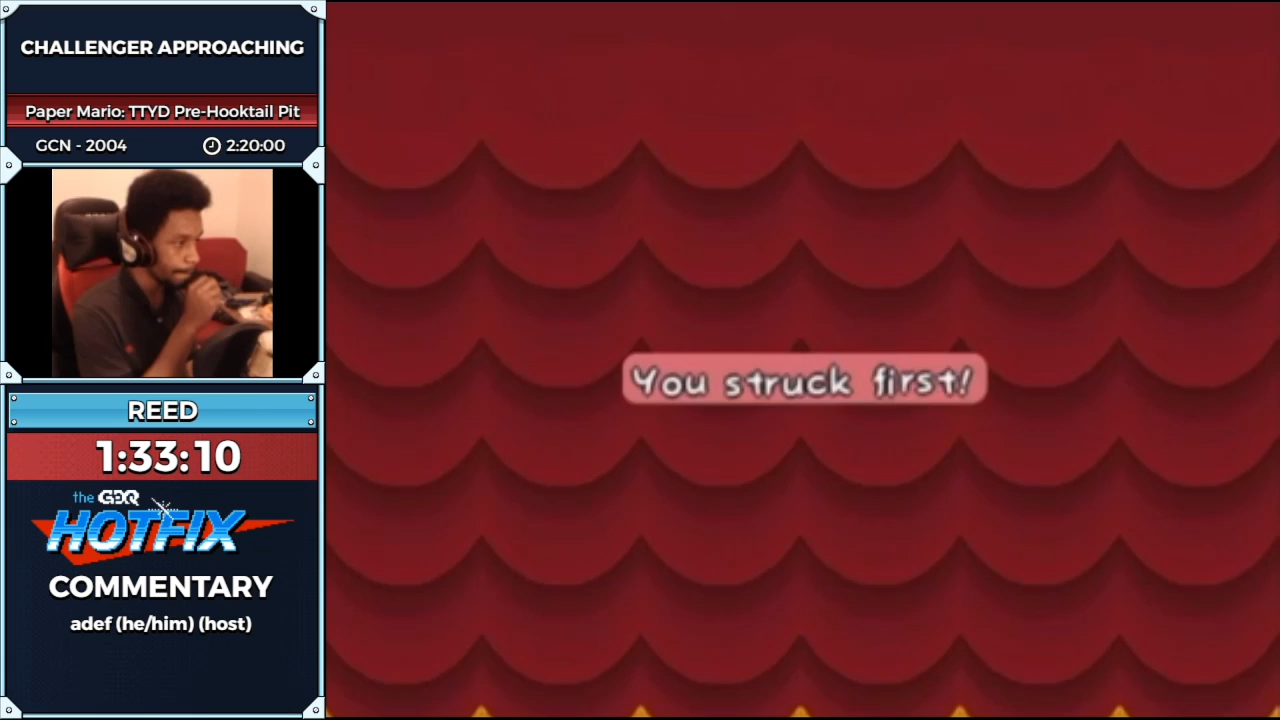 CHALLENGER APPROACHING
Paper Mario: TTYD Pre-Hooktail Pit
GCN - 2004
2:20:00
You struck first!
REED
1:33:10
the GDQ
HOTFIX
COMMENTARY
adef (he/him) (host)